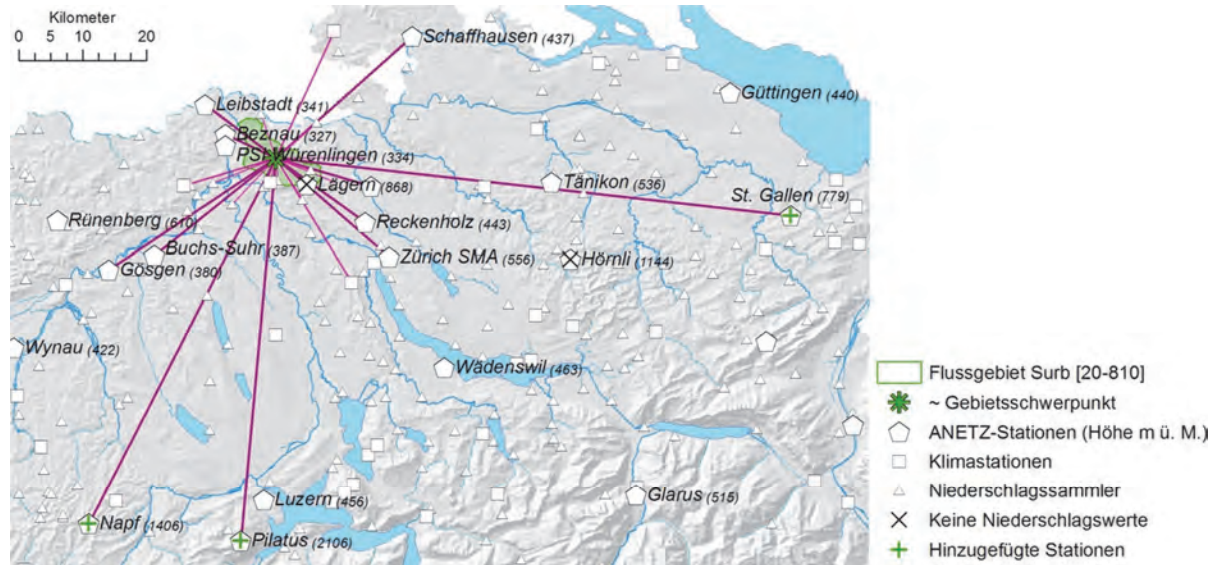 Kilometer
0 5 10 20
Schaffhausen (437)
Güttingen (440)
Leibstadt (341)
Beznau (327)
PSI Würenlingen (334)
Lägern (868)
Tänikon (536)
St. Gallen (779)
Rünenberg (610)
Reckenholz (443)
Buchs-Suhr (387)
Zürich SMA (556)
Hörnli (1144)
Gösgen (380)
Wynau (422)
Wädenswil (463)
Luzern (456)
Glarus (515)
Napf (1406)
Pilatus (2106)
Flussgebiet Surb [20-810]
~ Gebietsschwerpunkt
ANETZ-Stationen (Höhe m ü. M.)
Klimastationen
Niederschlagssammler
Keine Niederschlagswerte
Hinzugefügte Stationen